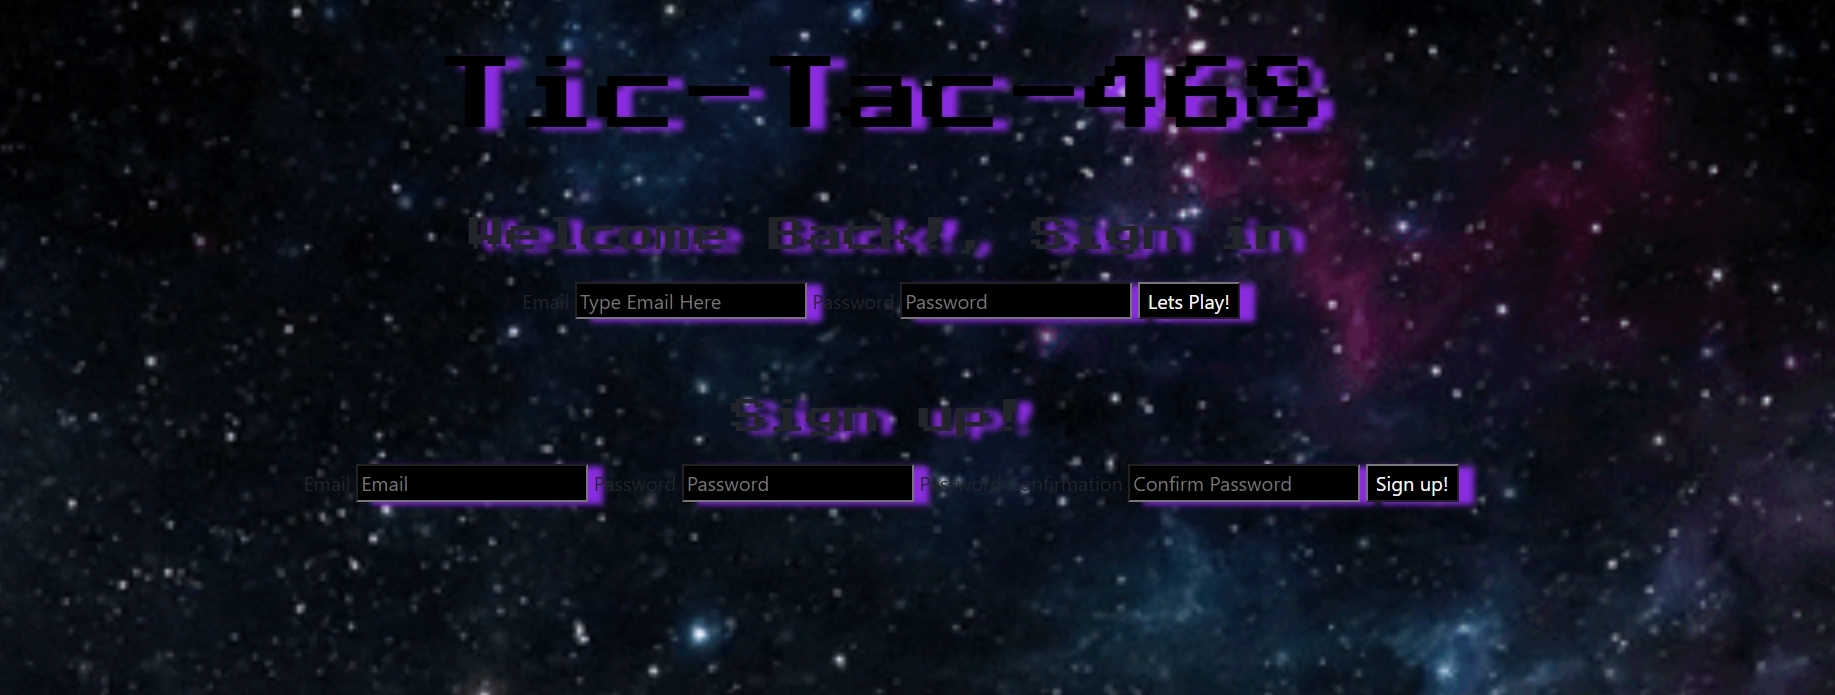 Tic-Tac-468
Welcome Back!, Sign in
Email Type Email Here Password Password Lets Play!
Sign up!
Email Email Password Password Password Confirmation Confirm Password Sign up!